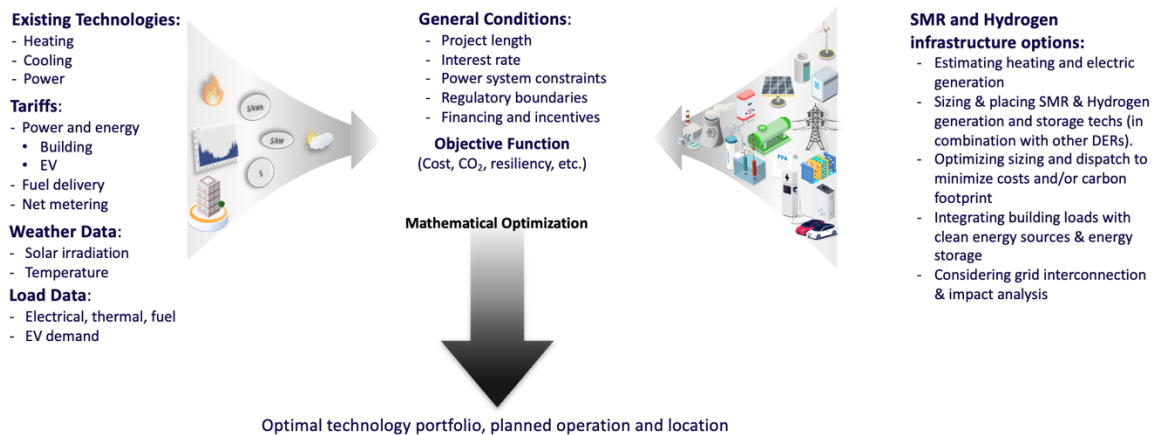 Existing Technologies:
- Heating
- Cooling
- Power
Tariffs:
- Power and energy
• Building
• EV
- Fuel delivery
- Net metering
Weather Data:
- Solar irradiation
- Temperature
Load Data:
- Electrical, thermal, fuel
- EV demand
$/kWh
$/kW
$
General Conditions:
- Project length
- Interest rate
- Power system constraints
- Regulatory boundaries
- Financing and incentives
Objective Function
(Cost, CO₂, resiliency, etc.)
Mathematical Optimization
PPA
SMR and Hydrogen
infrastructure options:
- Estimating heating and electric
generation
- Sizing & placing SMR & Hydrogen
generation and storage techs (in
combination with other DERs).
- Optimizing sizing and dispatch to
minimize costs and/or carbon
footprint
- Integrating building loads with
clean energy sources & energy
storage
- Considering grid interconnection
& impact analysis
Optimal technology portfolio, planned operation and location